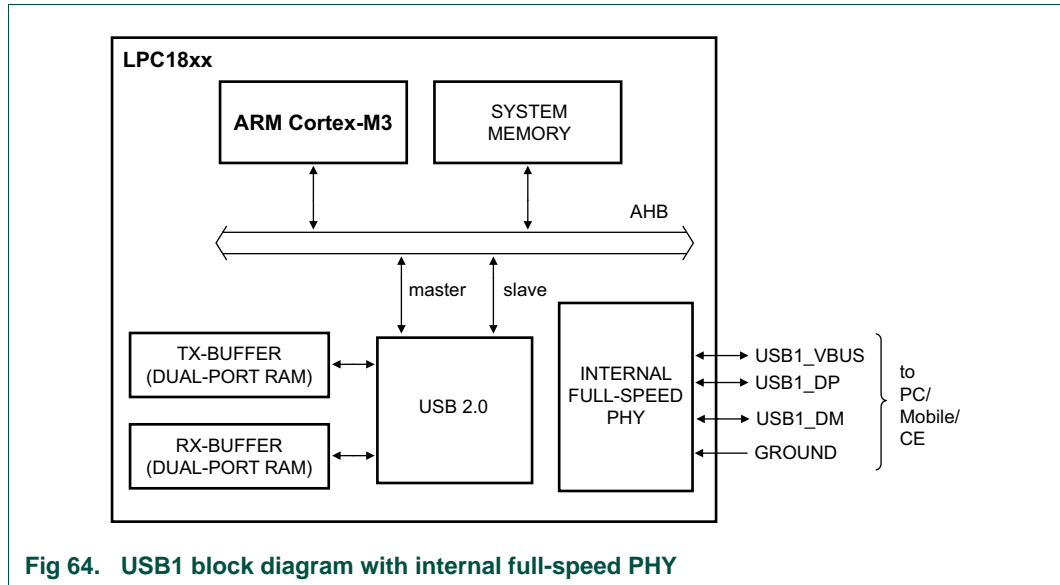 LPC18xx
ARM Cortex-M3
SYSTEM
MEMORY
AHB
master
slave
TX-BUFFER
(DUAL-PORT RAM)
RX-BUFFER
(DUAL-PORT RAM)
USB 2.0
INTERNAL
FULL-SPEED
PHY
USB1_VBUS
USB1_DP
USB1_DM
GROUND
to
PC/
Mobile/
CE
Fig 64. USB1 block diagram with internal full-speed PHY